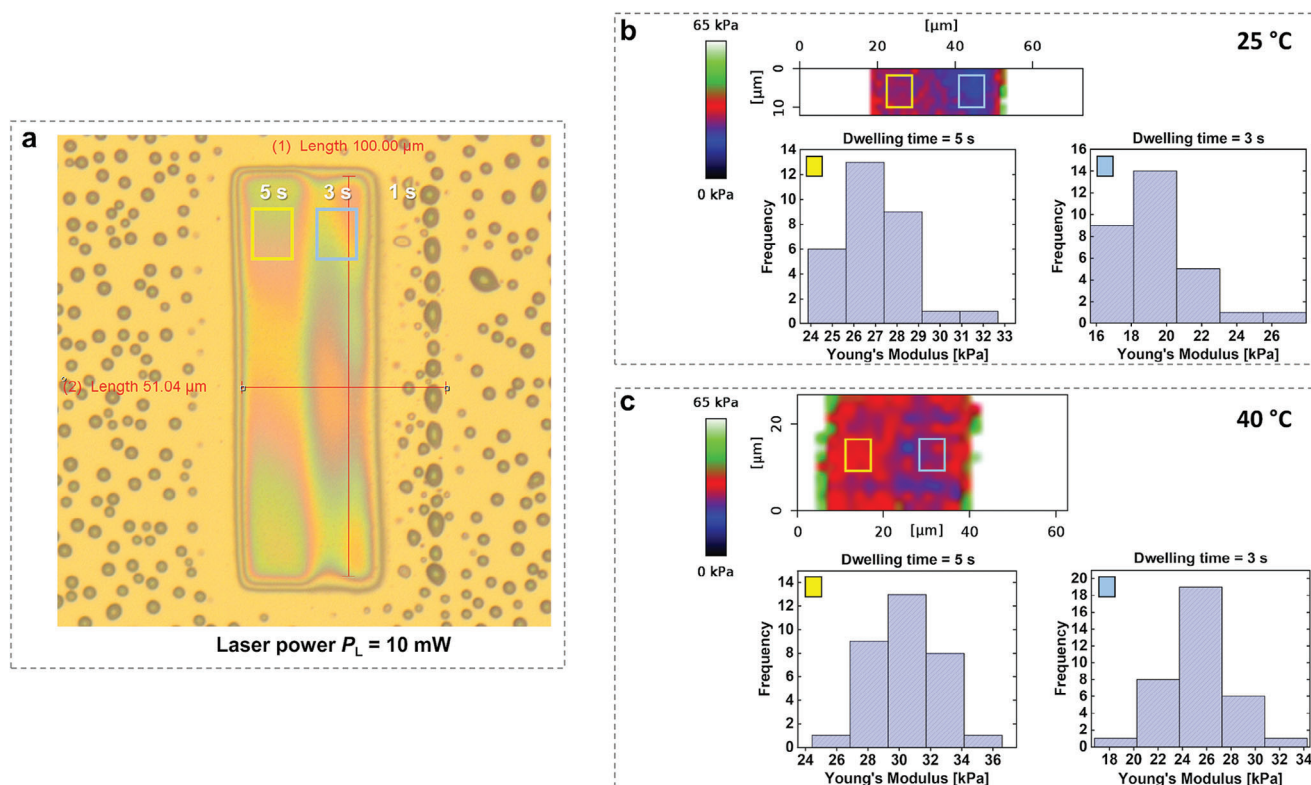 a
(1) Length 100.00 µm
5 s 3 s 1 s
(2) Length 51.04 µm
Laser power PL = 10 mW
b
65 kPa
0 kPa
[µm]
0 20 40 60
[µm]
0
10
25 °C
Dwelling time = 5 s
Frequency
14
12
10
8
6
4
2
0
24 25 26 27 28 29 30 31 32 33
Young's Modulus [kPa]
Dwelling time = 3 s
16
14
12
10
8
6
4
2
0
16 18 20 22 24 26
Young's Modulus [kPa]
c
65 kPa
0 kPa
[µm]
20
0
[µm]
0 20 40 60
40 °C
Dwelling time = 5 s
Frequency
14
12
10
8
6
4
2
0
24 26 28 30 32 34 36
Young's Modulus [kPa]
Dwelling time = 3 s
Frequency
20
18
16
14
12
10
8
6
4
2
0
18 20 22 24 26 28 30 32 34
Young's Modulus [kPa]